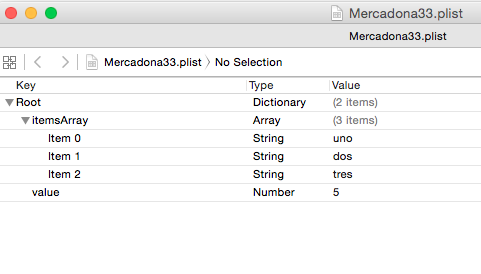 Mercadona33.plist
Mercadona33.plist
Mercadona33.plist 〉 No Selection
Key Type Value
Root Dictionary (2 items)
itemsArray Array (3 items)
Item 0 String uno
Item 1 String dos
Item 2 String tres
value Number 5